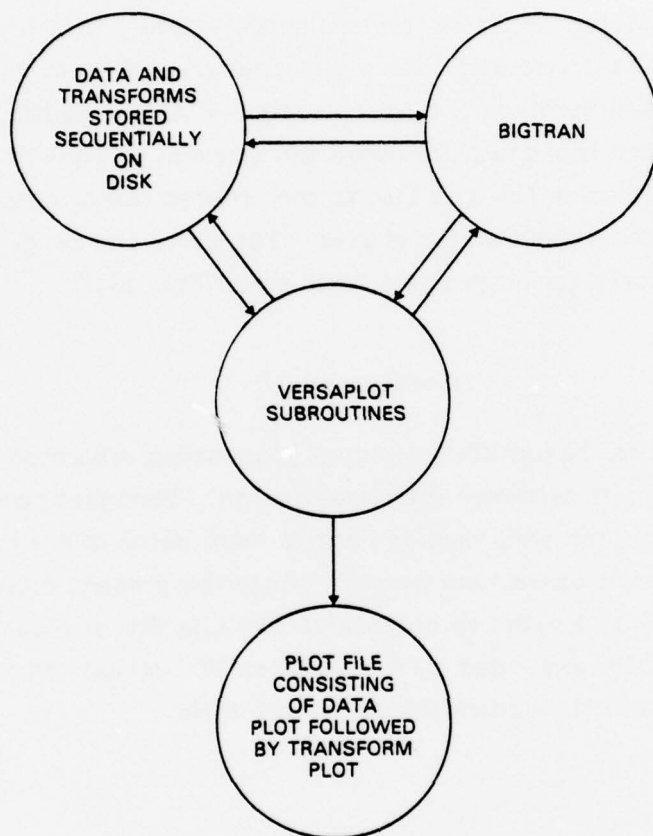 DATA AND
TRANSFORMS
STORED
SEQUENTIALLY
ON
DISK
BIGTRAN
VERSAPLOT
SUBROUTINES
PLOT FILE
CONSISTING
OF DATA
PLOT FOLLOWED
BY TRANSFORM
PLOT